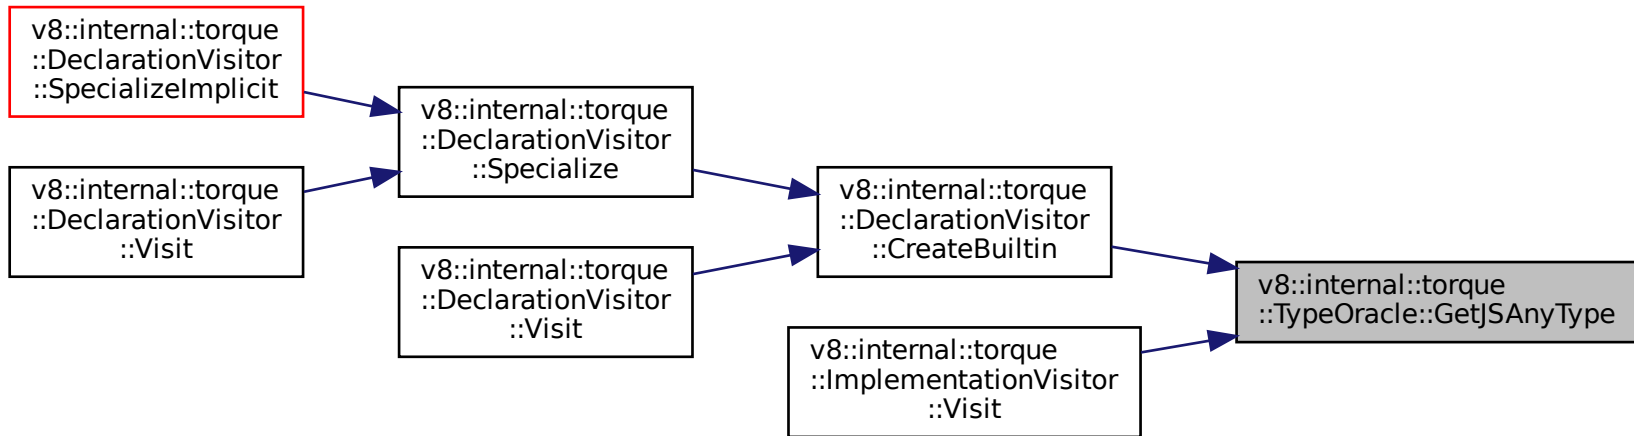 v8::internal::torque
::DeclarationVisitor
::SpecializeImplicit
v8::internal::torque
::DeclarationVisitor
::Visit
v8::internal::torque
::DeclarationVisitor
::Specialize
v8::internal::torque
::DeclarationVisitor
::Visit
v8::internal::torque
::DeclarationVisitor
::CreateBuiltin
v8::internal::torque
::ImplementationVisitor
::Visit
v8::internal::torque
::TypeOracle::GetJSAnyType